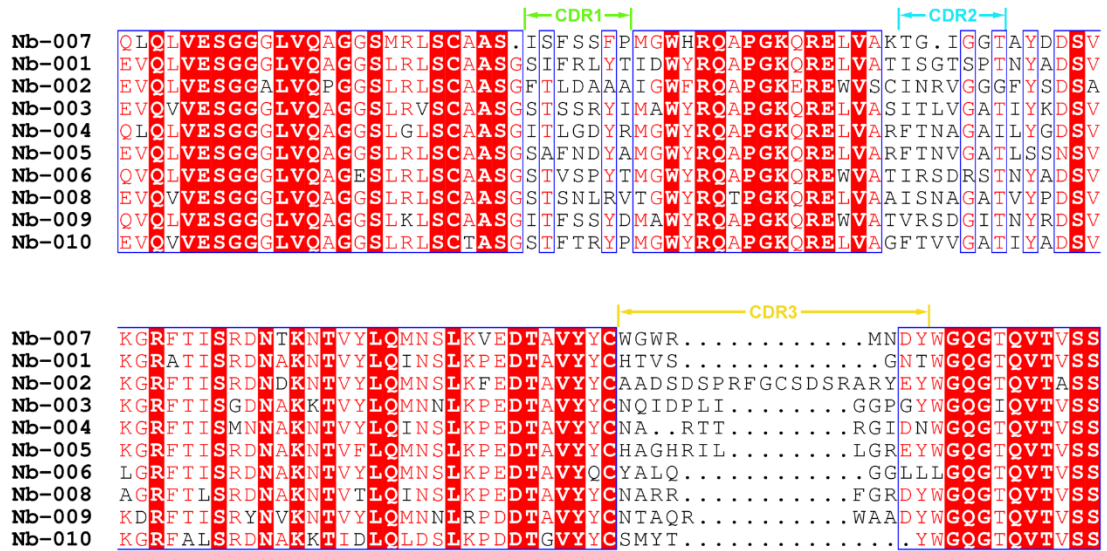 CDR1 CDR2
Nb-007 QLQLVESGGGLVQAGGSMRLSCAAS.ISFSSFPMGWHRQAPGKQRELVAKTG.IGGTAYDDSV
Nb-001 EVQLVESGGGLVQAGGSLRLSCAASGSIFRLYTIDWYRQAPGKQRELVATISGTSPTNYADSV
Nb-002 EVQLVESGGALVQPGGSLRLSCAASGFTLDAAAIGWFRQAPGKEREWVSCINRVGGGFYSDSA
Nb-003 EVQVVESGGGLVQAGGSLRVSCAASGSTSSRYIMAWYRQAPGKQRELVASITLVGATIYKDSV
Nb-004 QLQLVESGGGLVQAGGSLGLSCAASGITLGDYRMGWYRQAPGKQRELVARFTNAGAILYGDSV
Nb-005 EVQLVESGGGLVQAGGSLRLSCAASGSAFNDYAMGWYRQAPGKQRELVARFTNVGATLSSNSV
Nb-006 QVQLVESGGGLVQAGESLRLSCAASGSTVSPYTMGWYRQAPGKQREWVATIRSDRSTNYADSV
Nb-008 EVQVVESGGGLVQAGGSLRLSCAASGSTSNLRVTGWYRQTPGKQRELVAAISNAGATVYPDSV
Nb-009 QVQLVESGGGLVQAGGSLKLSCAASGITFSSYDMAWYRQAPGKQRELWATVRSDGITNYRDSV
Nb-010 EVQVVESGGGLVQAGGSLRLSCTASGSTFTRYPMGWYRQAPGKQRELVAGFTVVGATIYADSV
CDR3
Nb-007 KGRFTISRDNTKNTVYLQMNSLKVEDTAVYYCWGWR............MNDYWGQGTQVTVSS
Nb-001 KGRATISRDNAKNTVYLQINSLKPEDTAVYYCHTVS.............GNTWGQGTQVTVSS
Nb-002 KGRFTISRDNDKNTVYLQMNSLKFEDTAVYYCAADSDSPRFGCSDSRARYEYWGQGTQVTASS
Nb-003 KGRFTISGDNAKKTVYLQMNNLKPEDTAVYYCNQIDPLI........GGPGYWGQGIQVTVSS
Nb-004 KGRFTISMNNAKNTVYLQINSLKPEDTAVYYCNA..RTT........RGIDNWGQGTQVTVSS
Nb-005 KGRFTISRDNAKNTVFLQMNSLKPEDTAVYYCHAGHRIL........LGREYWGQGTQVTVSS
Nb-006 LGRFTISRDNAKNTVYLQMNSLKPEDTAVYQCYALQ...........GGLLLGQGTQVTVSS
Nb-008 AGRFTLSRDNAKNTVTLQINSLKPEDTAVYYCNARR...........FGRDYWGQGTQVTVSS
Nb-009 KDRFTISRYNVKNTVYLQMNNLRPDDTAVYYCNTAQR..........WAADYWGQGTQVTVSS
Nb-010 KGRFALSRDNAKKTIDLQLDSLKPEDTGVYYCSMYT..............YWGQGTQVTVSS